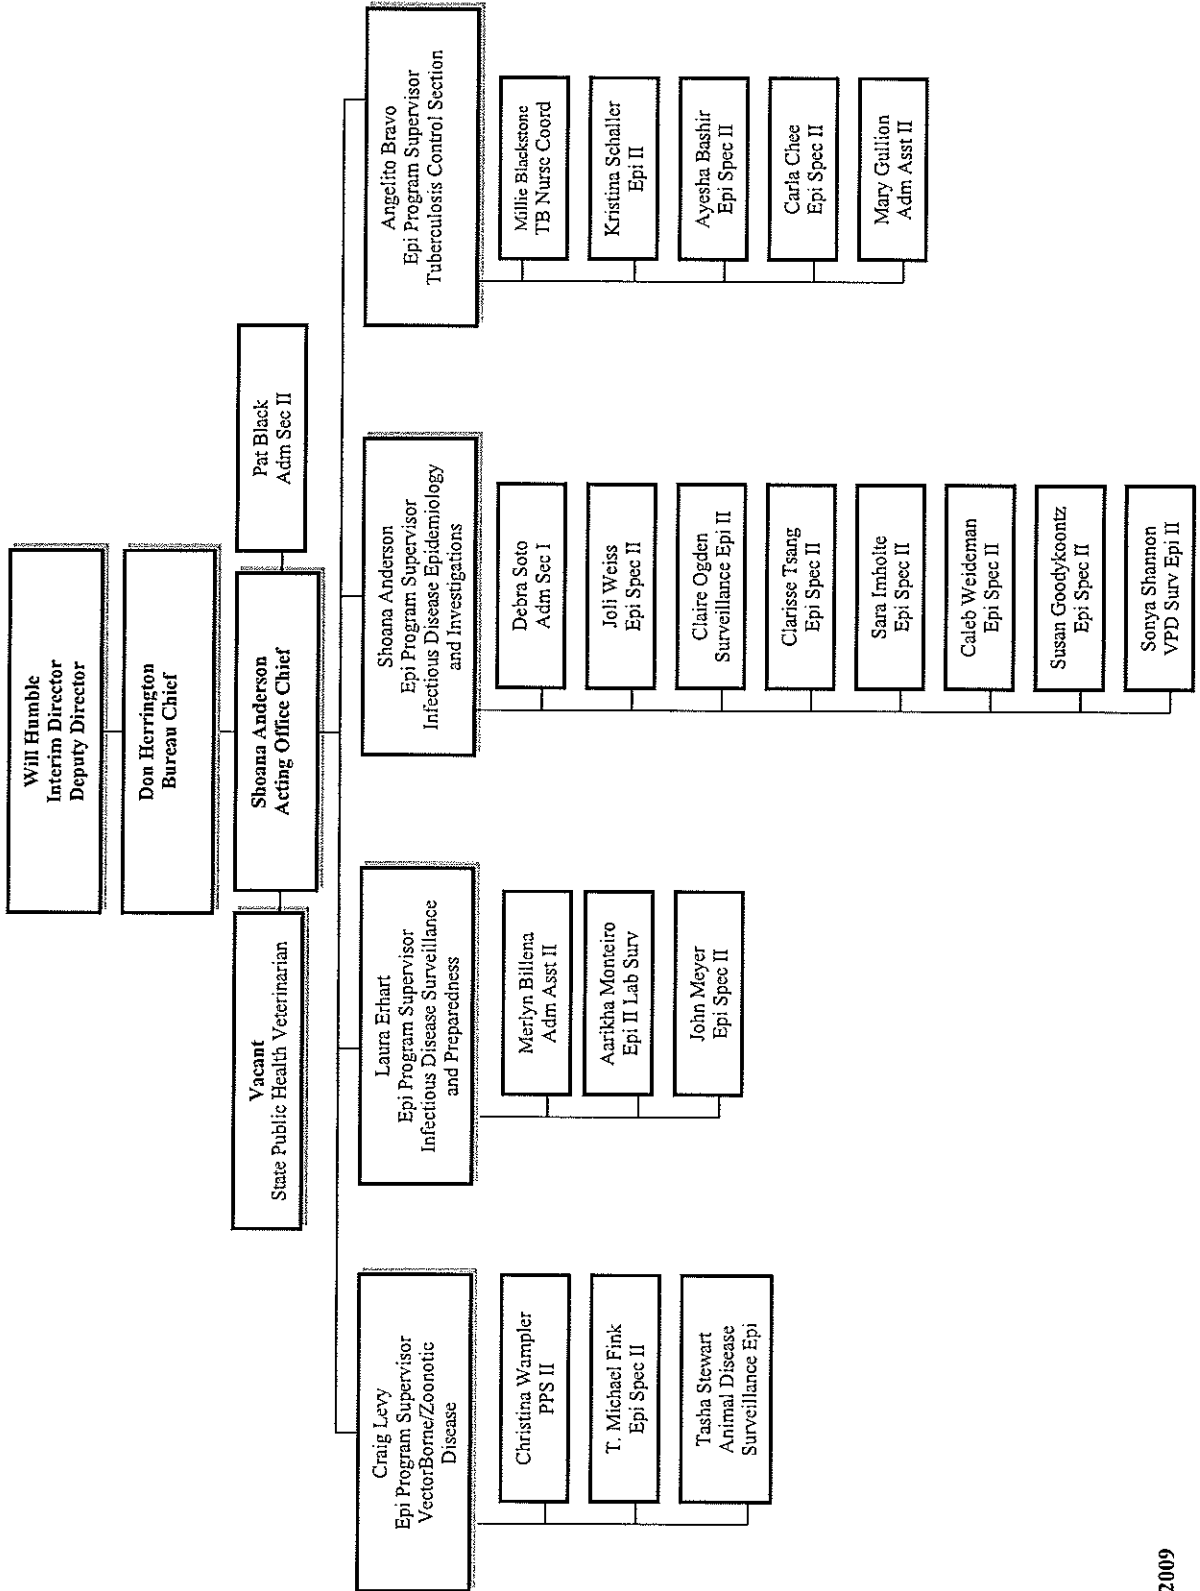 Will Humble
Interim Director
Deputy Director
Don Herrington
Bureau Chief
Vacant
State Public Health Veterinarian
Shoana Anderson
Acting Office Chief
Pat Black
Adm Sec II
Craig Levy
Epi Program Supervisor
VectorBorne/Zoonotic
Disease
Christina Wampler
PPS II
T. Michael Fink
Epi Spec II
Tasha Stewart
Animal Disease
Surveillance Epi
Laura Erhart
Epi Program Supervisor
Infectious Disease Surveillance
and Preparedness
Merlyn Billena
Adm Asst II
Aarikha Monteiro
Epi II Lab Surv
John Meyer
Epi Spec II
Shoana Anderson
Epi Program Supervisor
Infectious Disease Epidemiology
and Investigations
Debra Soto
Adm Sec I
Joli Weiss
Epi Spec II
Claire Ogden
Surveillance Epi II
Clarisse Tsang
Epi Spec II
Sara Imholte
Epi Spec II
Caleb Weideman
Epi Spec II
Susan Goodykoontz
Epi Spec II
Sonya Shannon
VPD Surv Epi II
Angelito Bravo
Epi Program Supervisor
Tuberculosis Control Section
Millie Blackstone
TB Nurse Coord
Kristina Schaller
Epi II
Ayesha Bashir
Epi Spec II
Carla Chee
Epi Spec II
Mary Gullion
Adm Asst II
2009